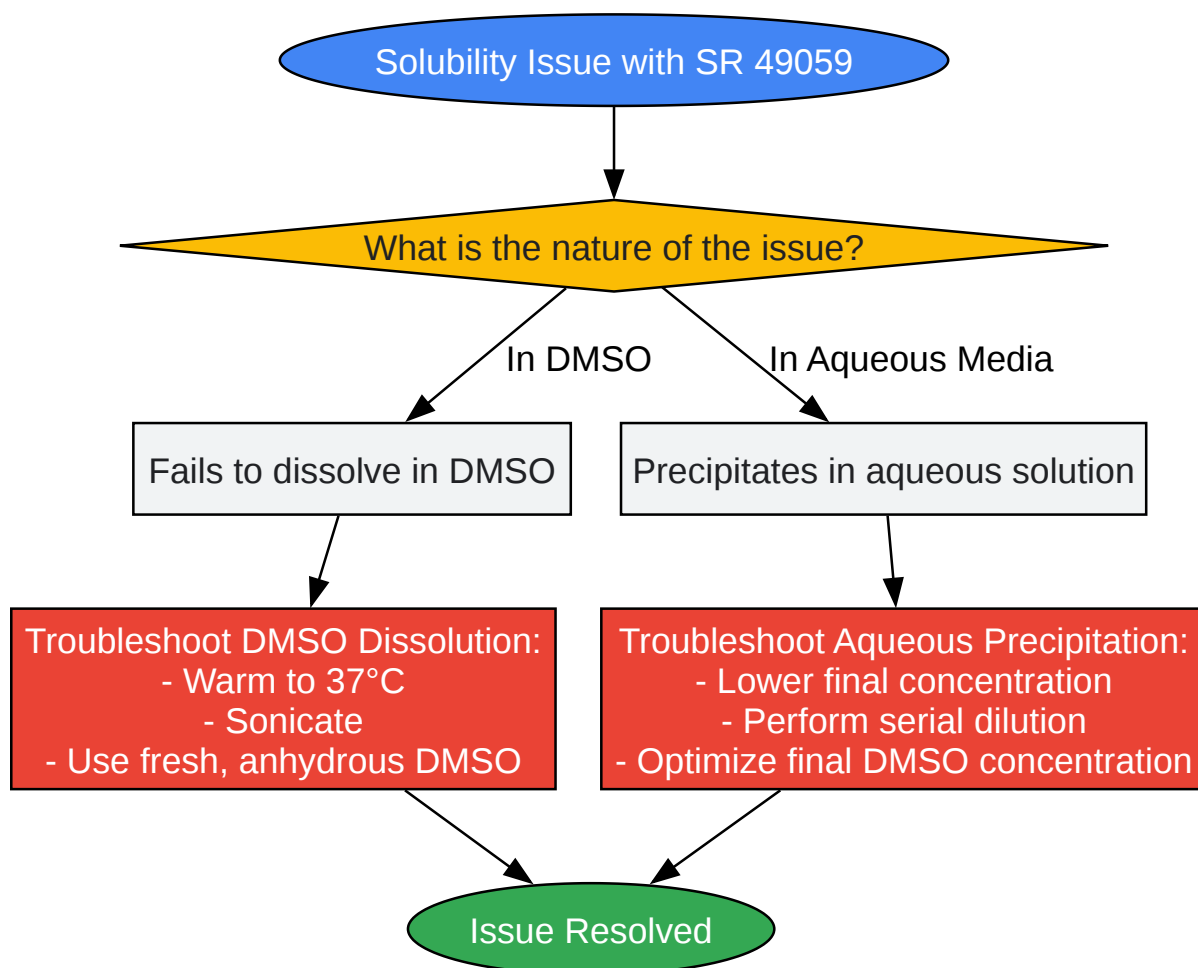 Solubility Issue with SR 49059
What is the nature of the issue?
In DMSO
In Aqueous Media
Fails to dissolve in DMSO
Precipitates in aqueous solution
Troubleshoot DMSO Dissolution:
- Warm to 37°C
- Sonicate
- Use fresh, anhydrous DMSO
Troubleshoot Aqueous Precipitation:
- Lower final concentration
- Perform serial dilution
- Optimize final DMSO concentration
Issue Resolved